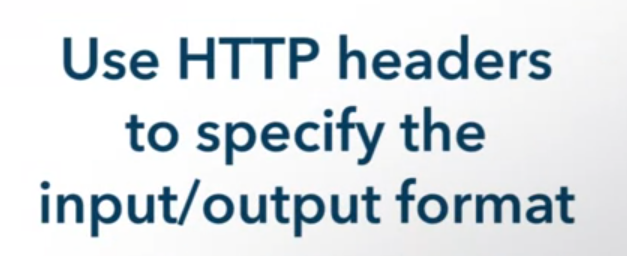 Use HTTP headers
to specify the
input/output format